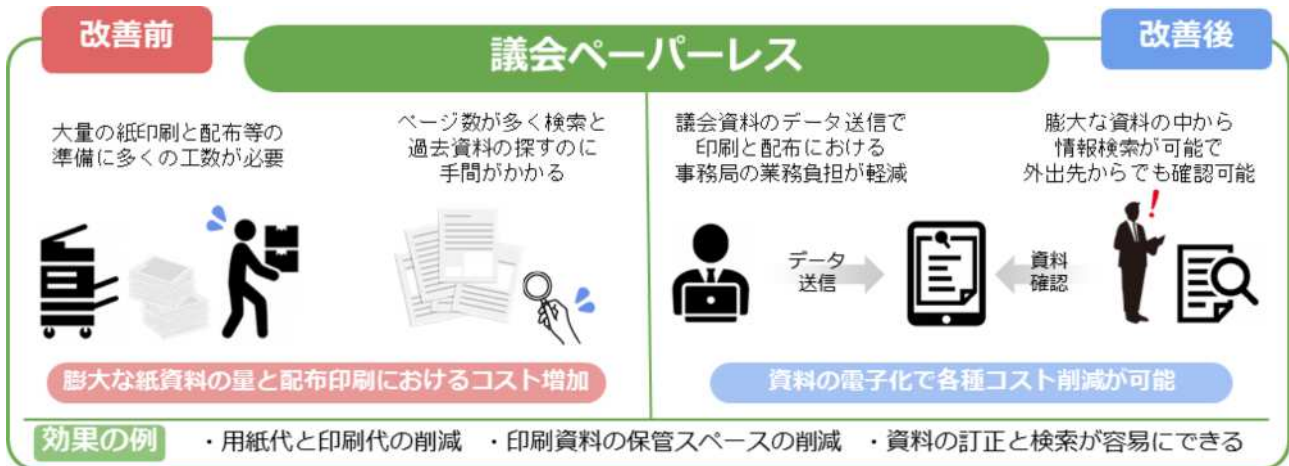 改善前
議会ペーパーレス
改善後
大量の紙印刷と配布等の
準備に多くの工数が必要
ページ数が多く検索と
過去資料の探すのに
手間がかかる
議会資料のデータ送信で
印刷と配布における
事務局の業務負担が軽減
膨大な資料の中から
情報検索が可能で
外出先からでも確認可能
データ
送信
資料
確認
膨大な紙資料の量と配布印刷におけるコスト増加
資料の電子化で各種コスト削減が可能
効果の例
・用紙代と印刷代の削減 ・印刷資料の保管スペースの削減 ・資料の訂正と検索が容易にできる